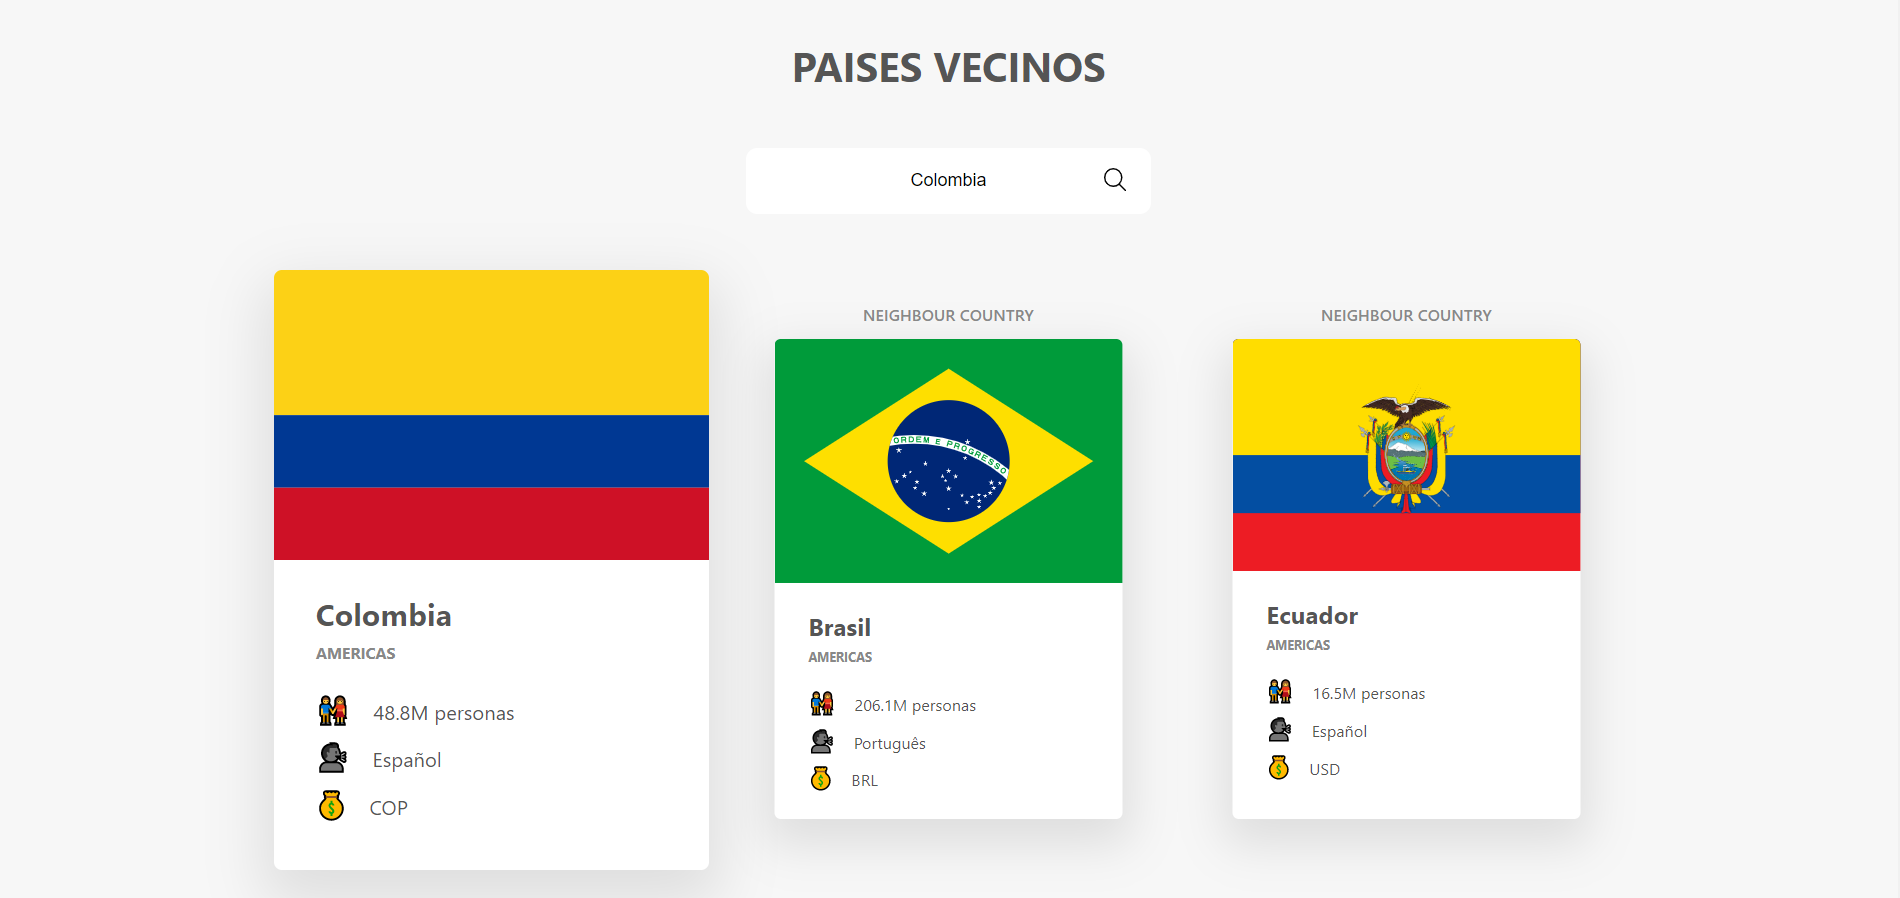 PAISES VECINOS
Colombia
Colombia
AMERICAS
48.8M personas
Español
COP
NEIGHBOUR COUNTRY
ORDEM E PROGRESSO
Brasil
AMERICAS
206.1M personas
Português
BRL
NEIGHBOUR COUNTRY
Ecuador
AMERICAS
16.5M personas
Español
USD